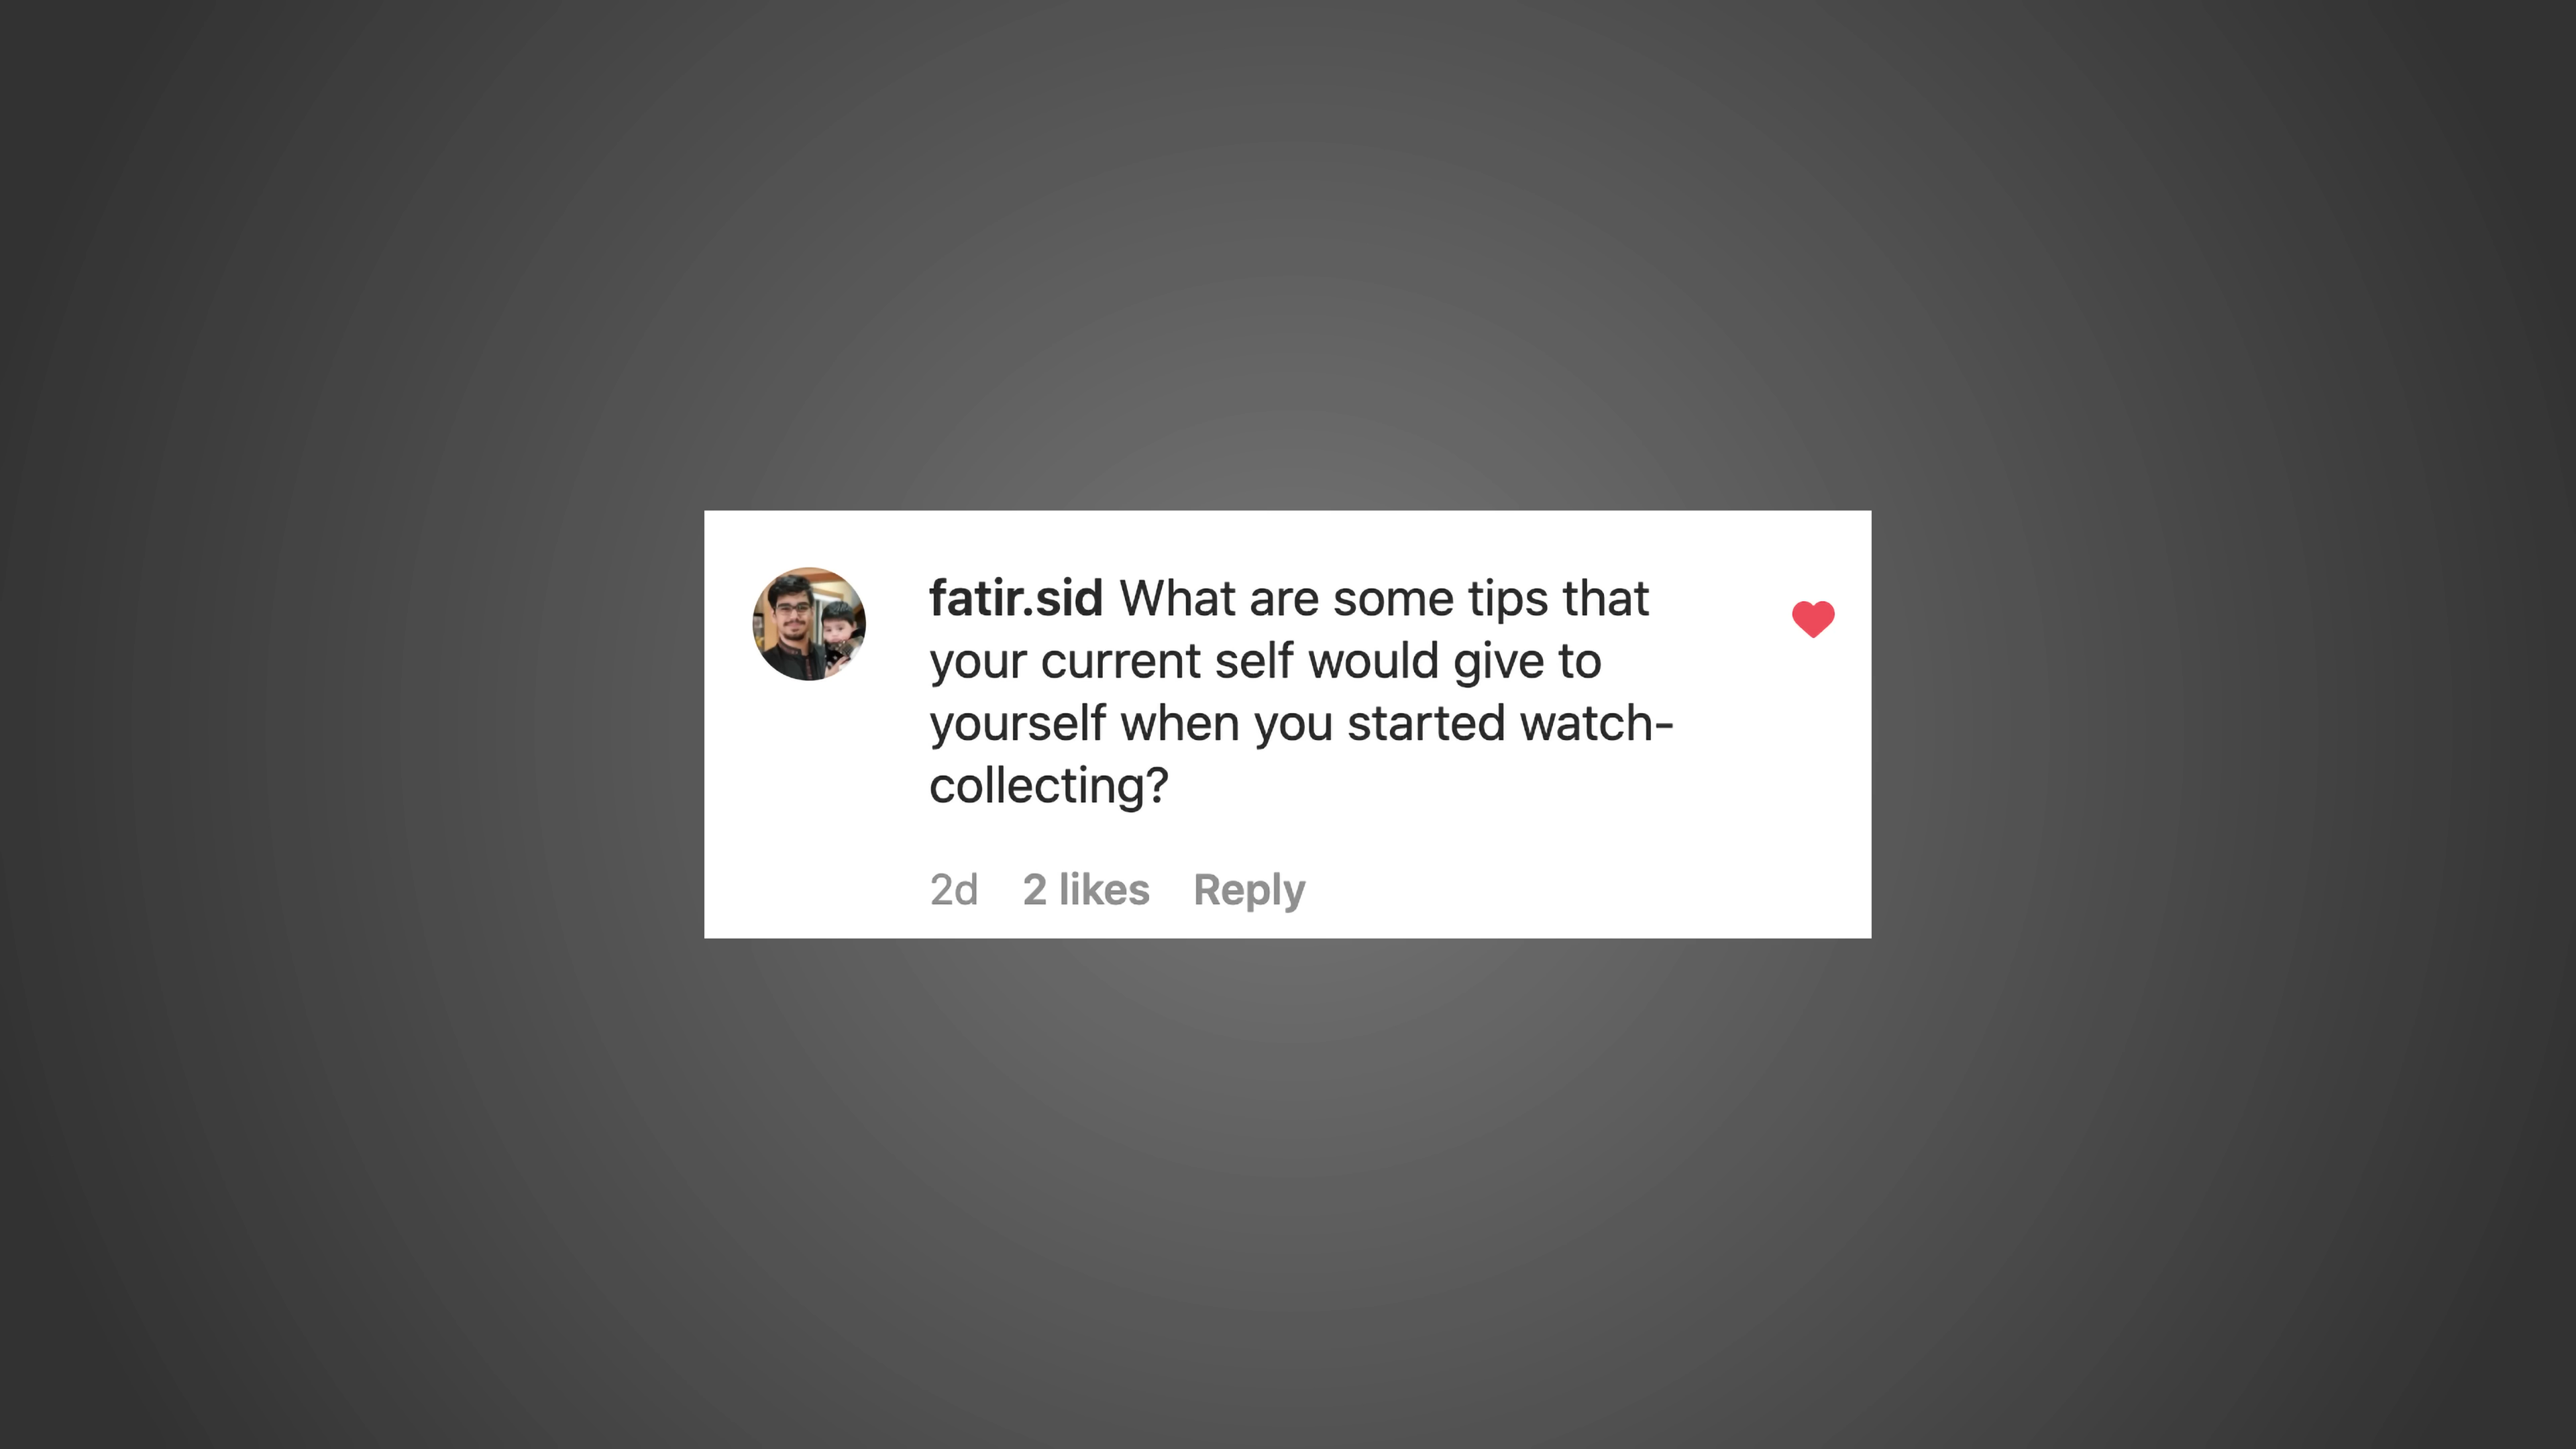 fatir.sid What are some tips that
your current self would give to
yourself when you started watch-
collecting?
2d 2 likes Reply